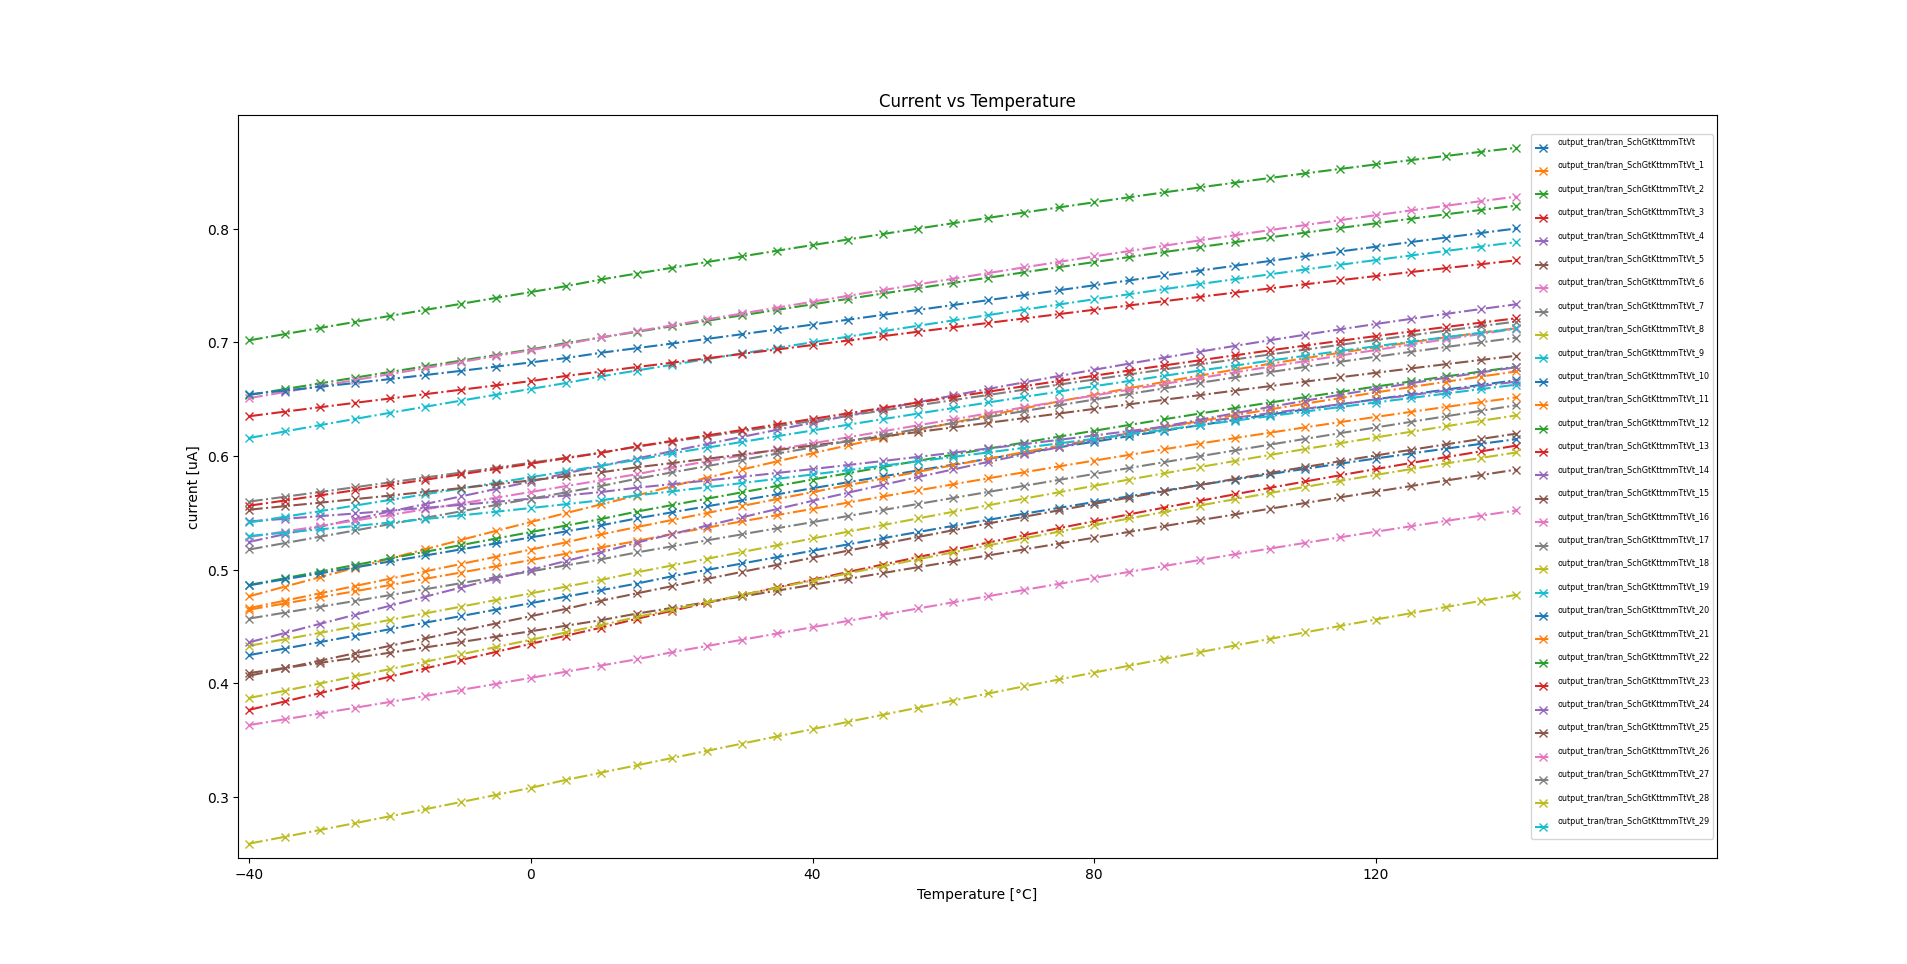 Current vs Temperature
current [uA]
0.8
0.7
0.6
0.5
0.4
0.3
−40
0
40
80
120
Temperature [°C]
output_tran/tran_SchGtKttmmTtVt
output_tran/tran_SchGtKttmmTtVt_1
output_tran/tran_SchGtKttmmTtVt_2
output_tran/tran_SchGtKttmmTtVt_3
output_tran/tran_SchGtKttmmTtVt_4
output_tran/tran_SchGtKttmmTtVt_5
output_tran/tran_SchGtKttmmTtVt_6
output_tran/tran_SchGtKttmmTtVt_7
output_tran/tran_SchGtKttmmTtVt_8
output_tran/tran_SchGtKttmmTtVt_9
output_tran/tran_SchGtKttmmTtVt_10
output_tran/tran_SchGtKttmmTtVt_11
output_tran/tran_SchGtKttmmTtVt_12
output_tran/tran_SchGtKttmmTtVt_13
output_tran/tran_SchGtKttmmTtVt_14
output_tran/tran_SchGtKttmmTtVt_15
output_tran/tran_SchGtKttmmTtVt_16
output_tran/tran_SchGtKttmmTtVt_17
output_tran/tran_SchGtKttmmTtVt_18
output_tran/tran_SchGtKttmmTtVt_19
output_tran/tran_SchGtKttmmTtVt_20
output_tran/tran_SchGtKttmmTtVt_21
output_tran/tran_SchGtKttmmTtVt_22
output_tran/tran_SchGtKttmmTtVt_23
output_tran/tran_SchGtKttmmTtVt_24
output_tran/tran_SchGtKttmmTtVt_25
output_tran/tran_SchGtKttmmTtVt_26
output_tran/tran_SchGtKttmmTtVt_27
output_tran/tran_SchGtKttmmTtVt_28
output_tran/tran_SchGtKttmmTtVt_29